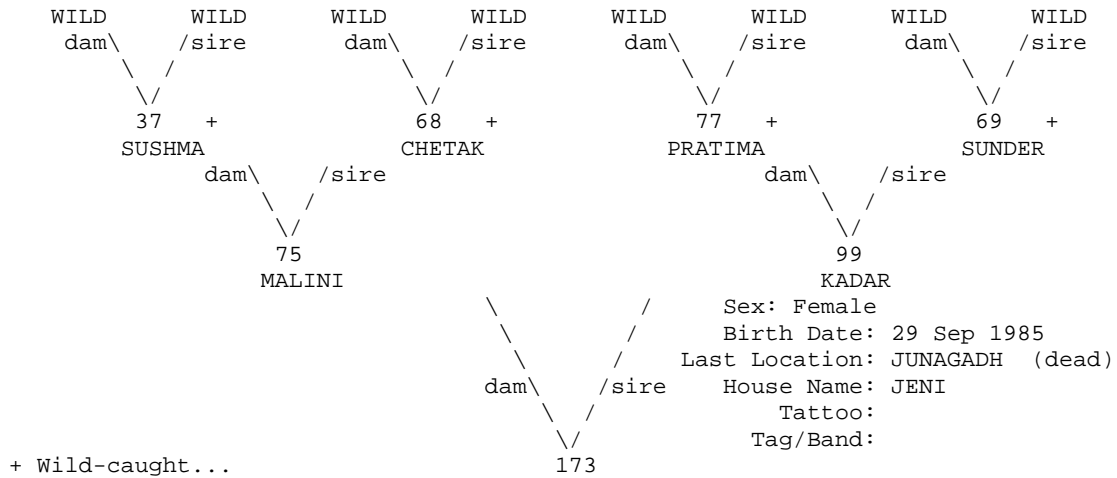 WILD WILD WILD WILD WILD WILD WILD WILD
dam\ /sire dam\ /sire dam\ /sire dam\ /sire
\ / \ / \ / \ /
\/ \/ \/ \/
37 + 68 + 77 + 69 +
SUSHMA CHETAK PRATIMA SUNDER
dam\ /sire dam\ /sire
\ / \ /
\/ \/
75 99
MALINI KADAR
\ / Sex: Female
\ / Birth Date: 29 Sep 1985
\ / Last Location: JUNAGADH (dead)
dam\ /sire House Name: JENI
\ / Tattoo:
\/ Tag/Band:
+ Wild-caught... 173